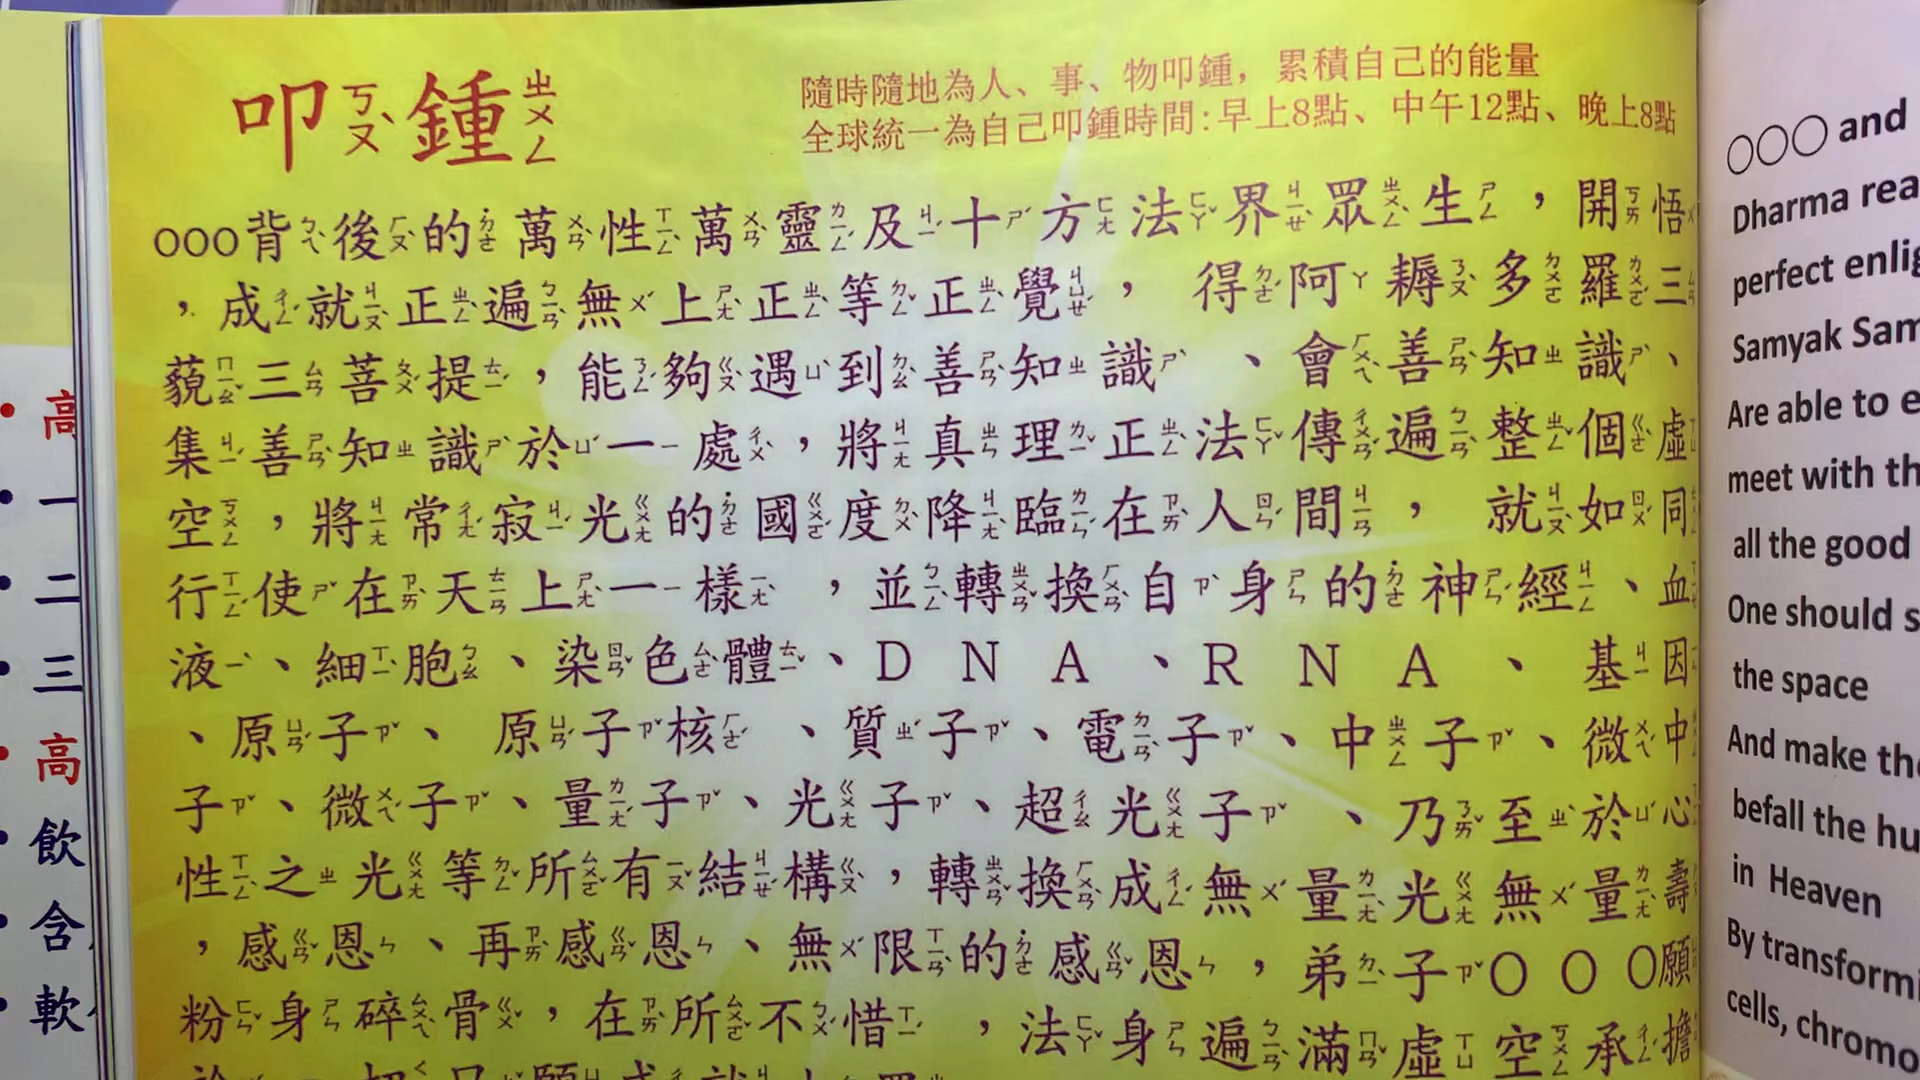 叩鍾
隨時隨地為人、事、物叩鍾，累積自己的能量
全球統一為自己叩鍾時間：早上8點、中午12點、晚上8點
○○○背後的萬性萬靈及十方法界眾生，開悟
，成就正遍無上正等正覺，得阿耨多羅三
藐三菩提，能夠遇到善知識、會善知識、
集善知識於一處，將真理正法傳遍整個虛
空，將常寂光的國度降臨在人間，就如同
行使在天上一樣，並轉換自身的神經、血
液、細胞、染色體、DNA、RNA、基因
、原子、原子核、質子、電子、中子、微中
子、微子、量子、光子、超光子、乃至於心
性之光等所有結構，轉換成無量光無量壽
，感恩、再感恩、無限的感恩，弟子○○○願
粉身碎骨，在所不惜，法身遍滿虛空承擔
○○○ and
Dharma rea
perfect enlig
Samyak Sam
Are able to e
meet with th
all the good
One should s
the space
And make the
befall the hu
in Heaven
By transformi
cells, chromo
高
一
二
三
高
飲
含
軟